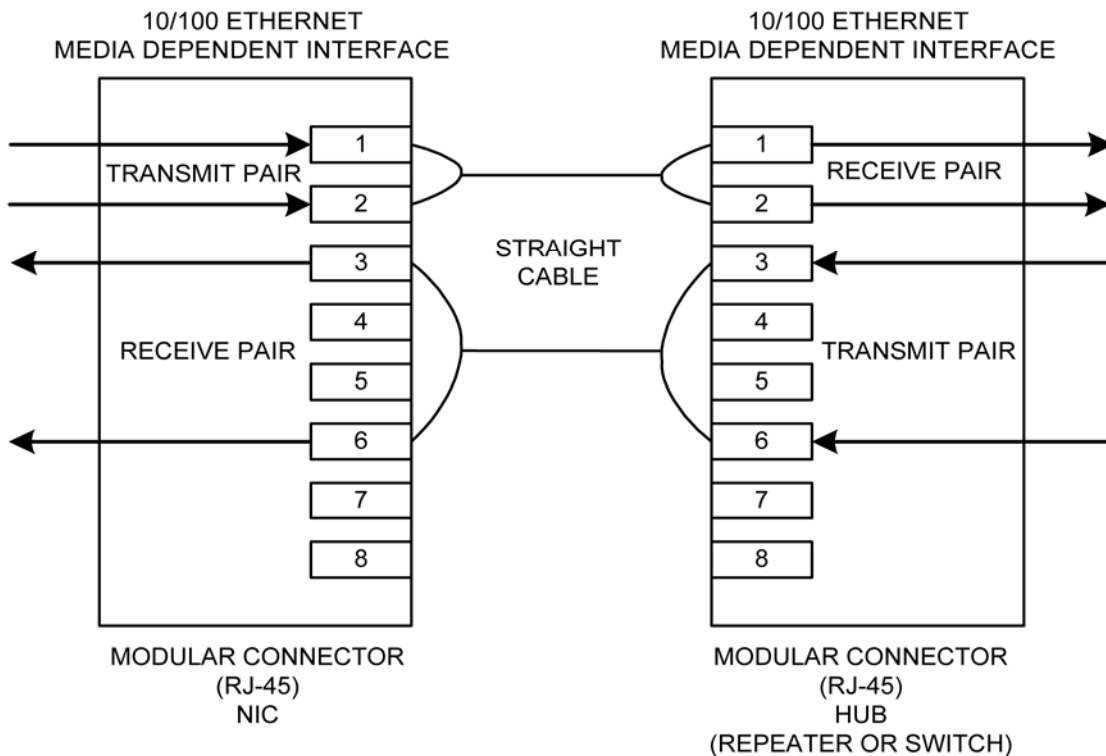 10/100 ETHERNET
MEDIA DEPENDENT INTERFACE
1
TRANSMIT PAIR
2
3
4
RECEIVE PAIR
5
6
7
8
MODULAR CONNECTOR
(RJ-45)
NIC
STRAIGHT
CABLE
10/100 ETHERNET
MEDIA DEPENDENT INTERFACE
1
RECEIVE PAIR
2
3
4
TRANSMIT PAIR
5
6
7
8
MODULAR CONNECTOR
(RJ-45)
HUB
(REPEATER OR SWITCH)